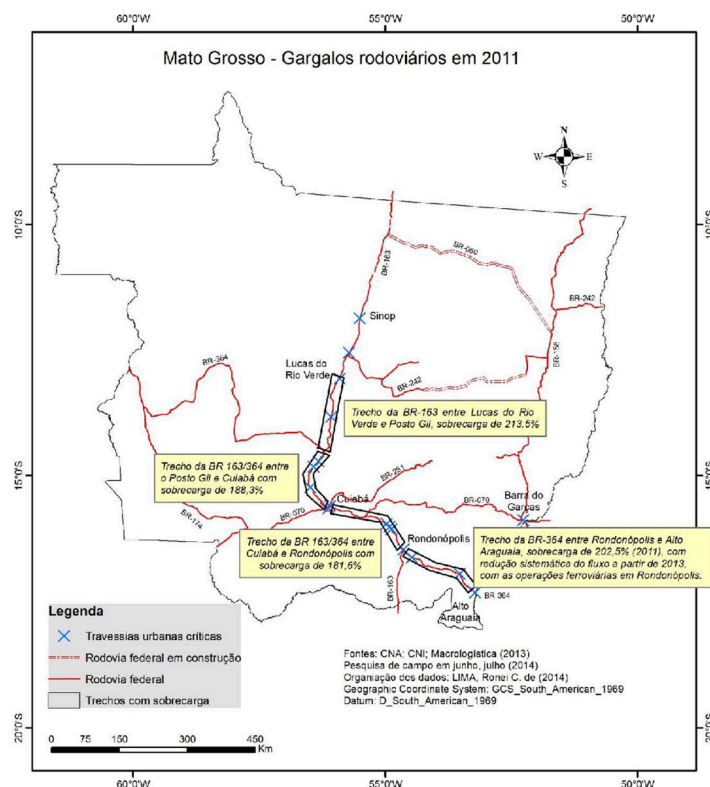 60°0'W 55°0'W 50°0'W
Mato Grosso - Gargalos rodoviários em 2011
N
W E
S
10°0'S 10°0'S
BR-163
BR-080
BR-242
Sinop
BR-158
BR-364
Lucas do
Rio Verde
BR-242
Trecho da BR-163 entre Lucas do Rio
Verde e Posto Gil, sobrecarga de 213,5%
Trecho da BR 163/364 entre
o Posto Gil e Cuiabá com
sobrecarga de 188,3%
15°0'S 15°0'S
BR-251
Cuiabá
BR-070
Barra do
Garças
BR-174
BR-070
Trecho da BR 163/364 entre
Cuiabá e Rondonópolis com
sobrecarga de 181,6%
Rondonópolis
Trecho da BR-364 entre Rondonópolis e Alto
Araguaia, sobrecarga de 202,5% (2011), com
redução sistemática do fluxo a partir de 2013,
com as operações ferroviárias em Rondonópolis.
BR-163
BR-364
Alto
Araguaia
Legenda
Travessias urbanas críticas
Rodovia federal em construção
Rodovia federal
Trechos com sobrecarga
Fontes: CNA; CNI; Macrologística (2013)
Pesquisa de campo em junho, julho (2014)
Organiação dos dados: LIMA, Ronei C. de (2014)
Geographic Coordinate System: GCS_South_American_1969
Datum: D_South_American_1969
20°0'S 20°0'S
0 75 150 300 450
Km
60°0'W 55°0'W 50°0'W